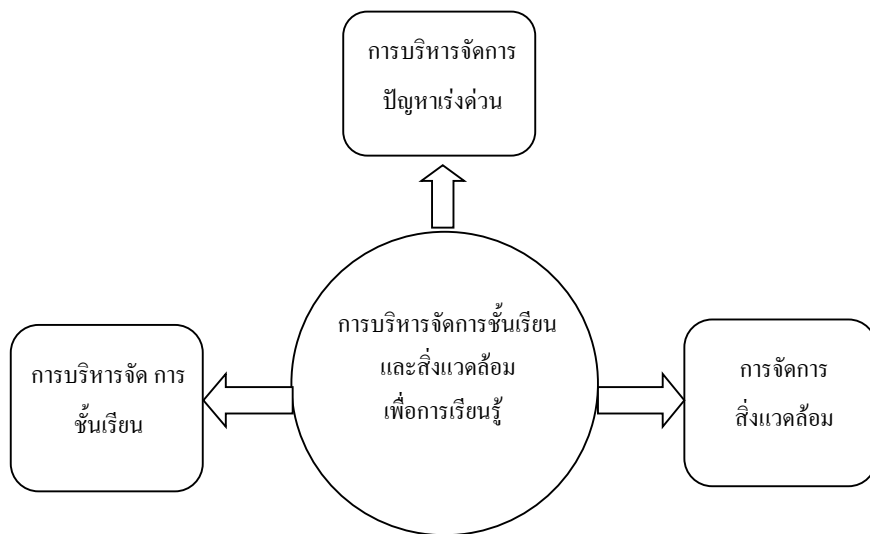 การบริหารจัดการ
ปัญหาเร่งด่วน
การบริหารจัดการชั้นเรียน
และสิ่งแวดล้อม
เพื่อการเรียนรู้
การบริหารจัด การ
ชั้นเรียน
การจัดการ
สิ่งแวดล้อม